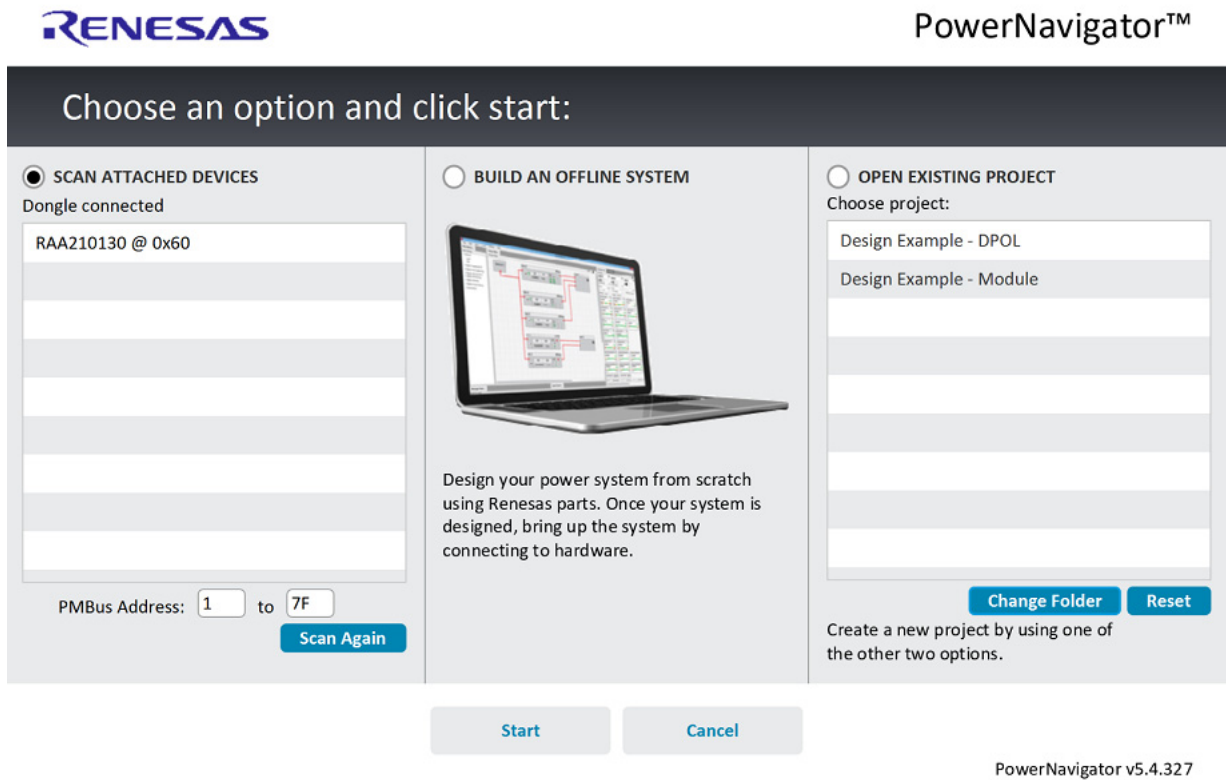 RENESAS
PowerNavigator™
Choose an option and click start:
SCAN ATTACHED DEVICES
Dongle connected
RAA210130 @ 0x60
PMBus Address: 1 to 7F
Scan Again
BUILD AN OFFLINE SYSTEM
Design your power system from scratch
using Renesas parts. Once your system is
designed, bring up the system by
connecting to hardware.
OPEN EXISTING PROJECT
Choose project:
Design Example - DPOL
Design Example - Module
Change Folder
Reset
Create a new project by using one of
the other two options.
Start
Cancel
PowerNavigator v5.4.327